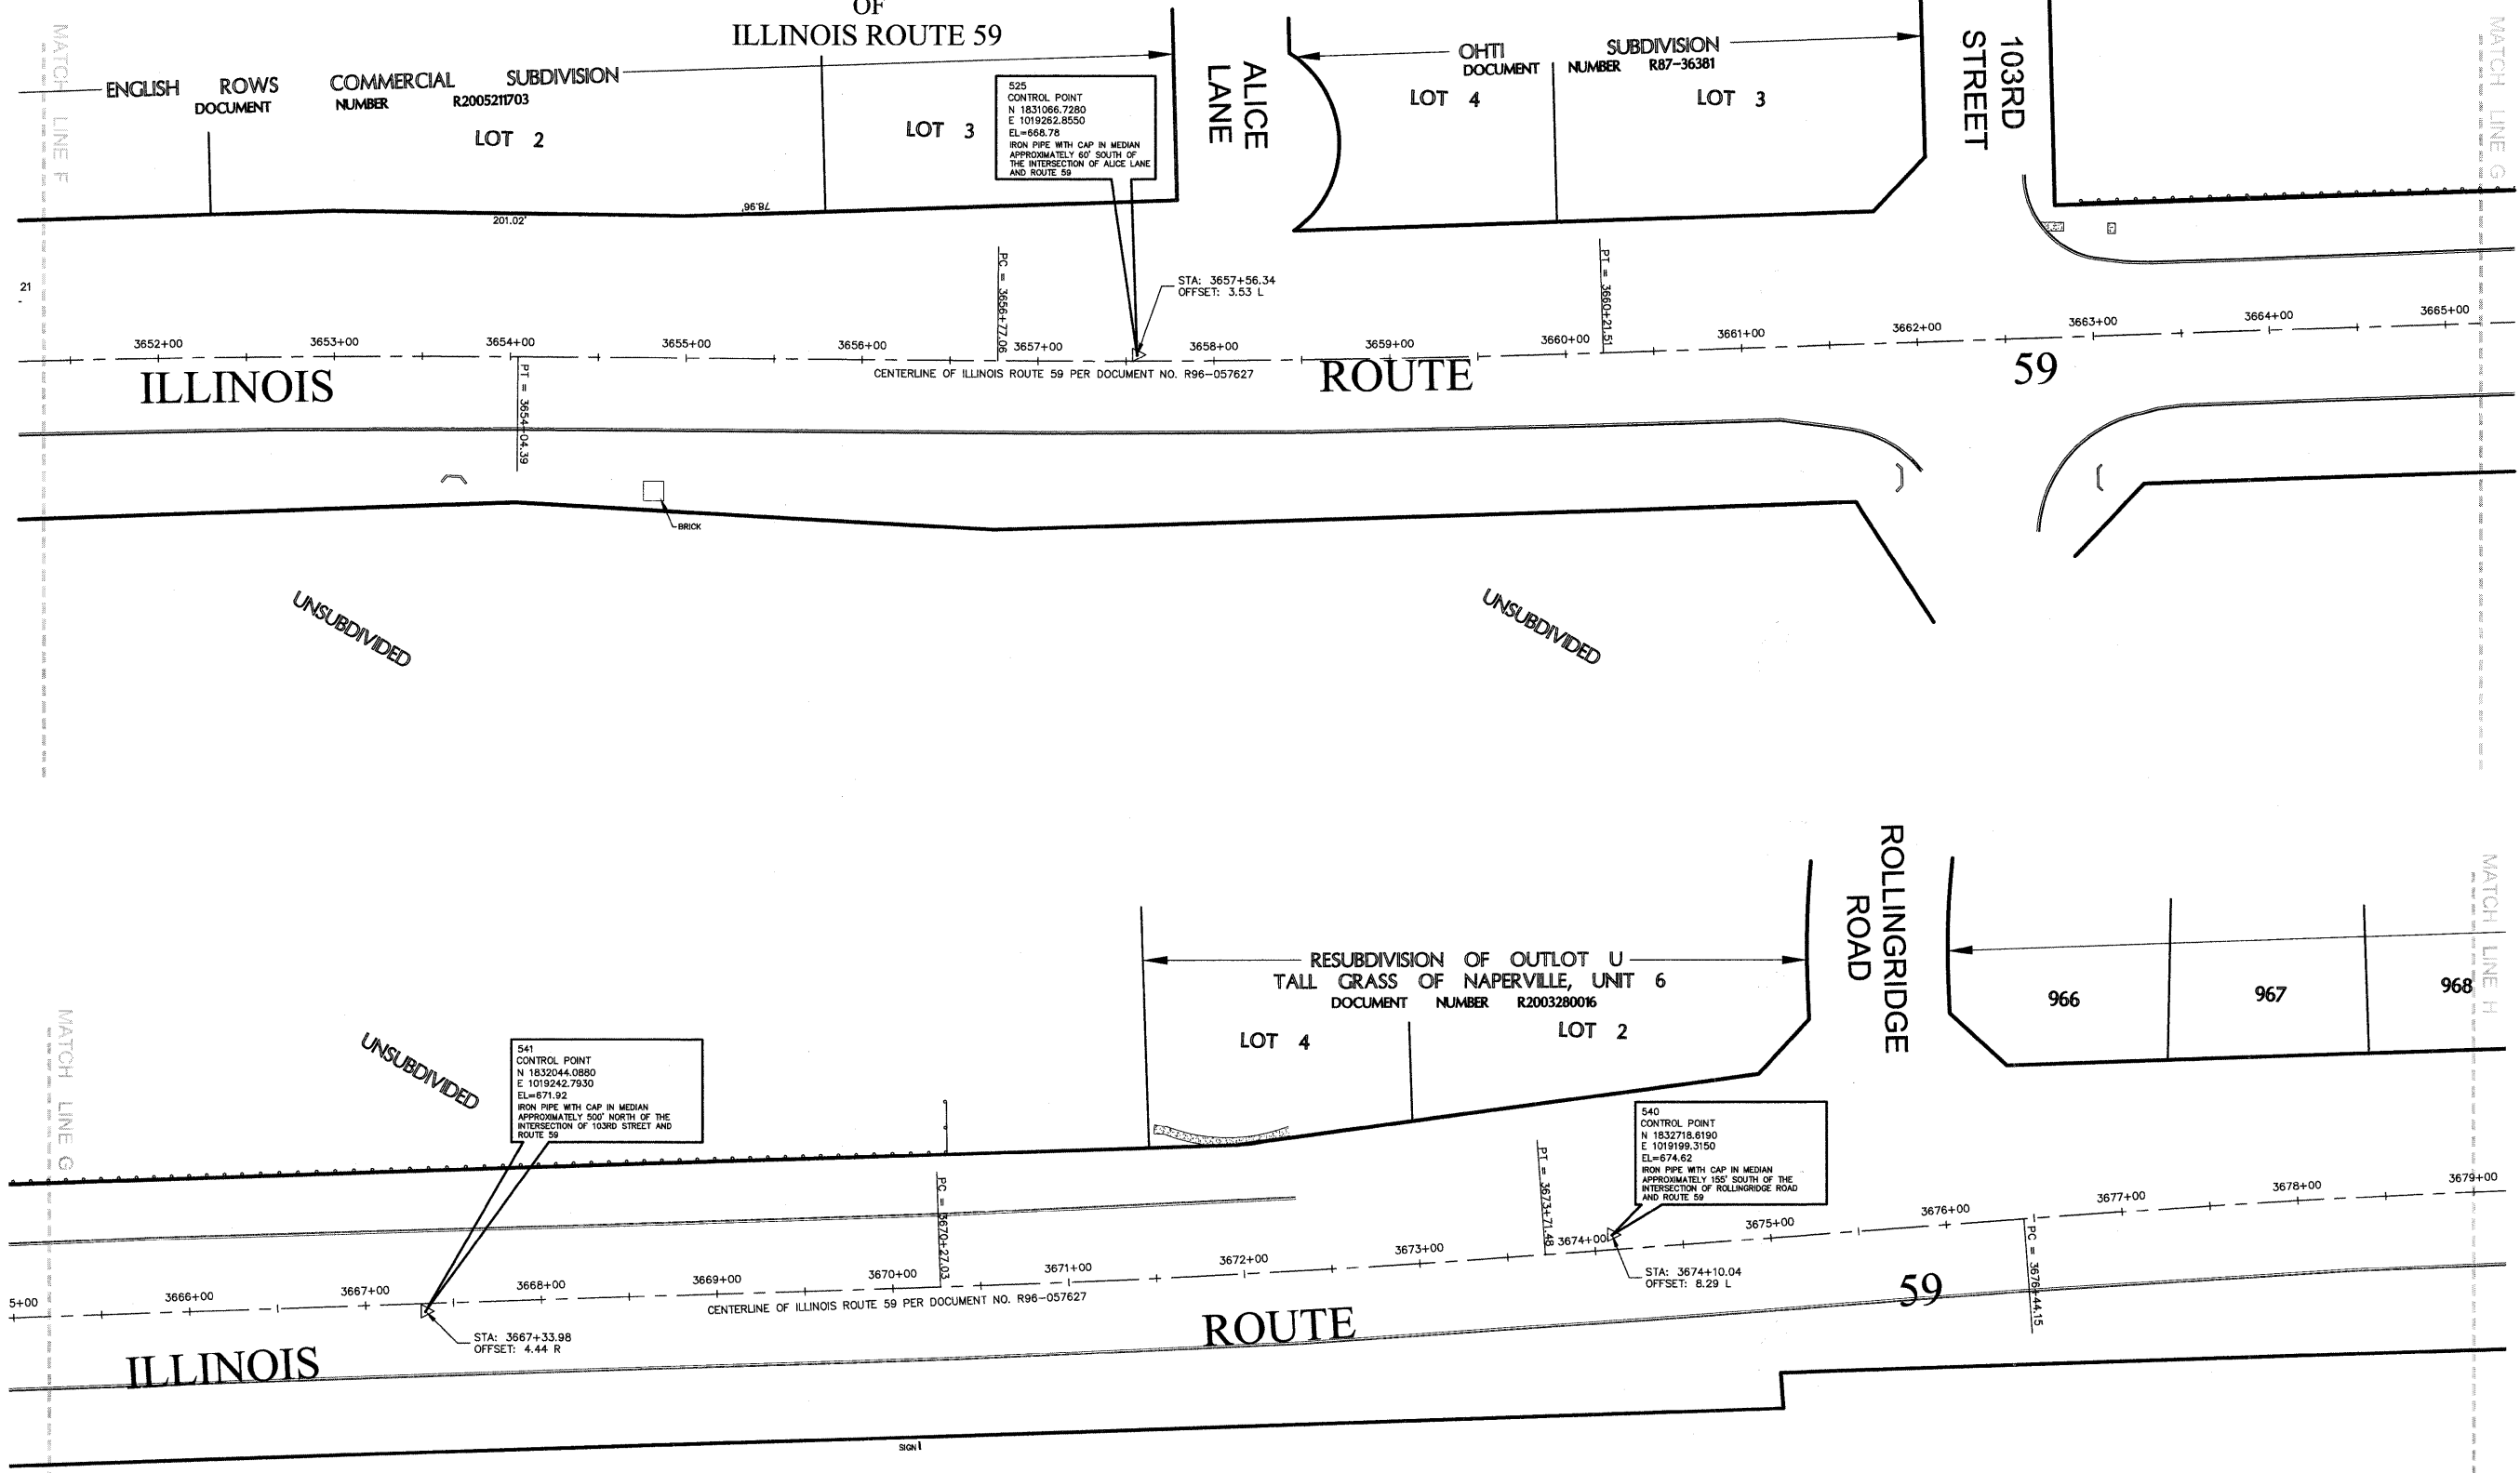 OF
ILLINOIS ROUTE 59
MATCH LINE F
ENGLISH ROWS COMMERCIAL SUBDIVISION
DOCUMENT NUMBER R2005211703
LOT 2
LOT 3
201.02'
78.96'
525
CONTROL POINT
N 1831066.7280
E 1019262.8550
EL=668.78
IRON PIPE WITH CAP IN MEDIAN
APPROXIMATELY 60' SOUTH OF
THE INTERSECTION OF ALICE LANE
AND ROUTE 59
ALICE
LANE
OHTI SUBDIVISION
DOCUMENT NUMBER R87-36381
LOT 4
LOT 3
103RD
STREET
MATCH LINE G
21
PC = 3656+77.06
STA: 3657+56.34
OFFSET: 3.53 L
PT = 3660+21.51
3652+00
3653+00
3654+00
3655+00
3656+00
3657+00
3658+00
3659+00
3660+00
3661+00
3662+00
3663+00
3664+00
3665+00
CENTERLINE OF ILLINOIS ROUTE 59 PER DOCUMENT NO. R96-057627
ILLINOIS ROUTE 59
PT = 3654+04.39
BRICK
UNSUBDIVIDED
UNSUBDIVIDED
ROLLINGRIDGE
ROAD
MATCH LINE H
RESUBDIVISION OF OUTLOT U
TALL GRASS OF NAPERVILLE, UNIT 6
DOCUMENT NUMBER R2003280016
LOT 4
LOT 2
966
967
968
MATCH LINE G
UNSUBDIVIDED
541
CONTROL POINT
N 1832044.0880
E 1019242.7930
EL=671.92
IRON PIPE WITH CAP IN MEDIAN
APPROXIMATELY 500' NORTH OF THE
INTERSECTION OF 103RD STREET AND
ROUTE 59
540
CONTROL POINT
N 1832718.6190
E 1019199.3150
EL=674.62
IRON PIPE WITH CAP IN MEDIAN
APPROXIMATELY 155' SOUTH OF THE
INTERSECTION OF ROLLINGRIDGE ROAD
AND ROUTE 59
PC = 3670+27.03
PT = 3673+71.48
PC = 3676+44.15
5+00
3666+00
3667+00
3668+00
3669+00
3670+00
3671+00
3672+00
3673+00
3674+00
3675+00
3676+00
3677+00
3678+00
3679+00
STA: 3674+10.04
OFFSET: 8.29 L
CENTERLINE OF ILLINOIS ROUTE 59 PER DOCUMENT NO. R96-057627
STA: 3667+33.98
OFFSET: 4.44 R
ILLINOIS ROUTE 59
SIGN